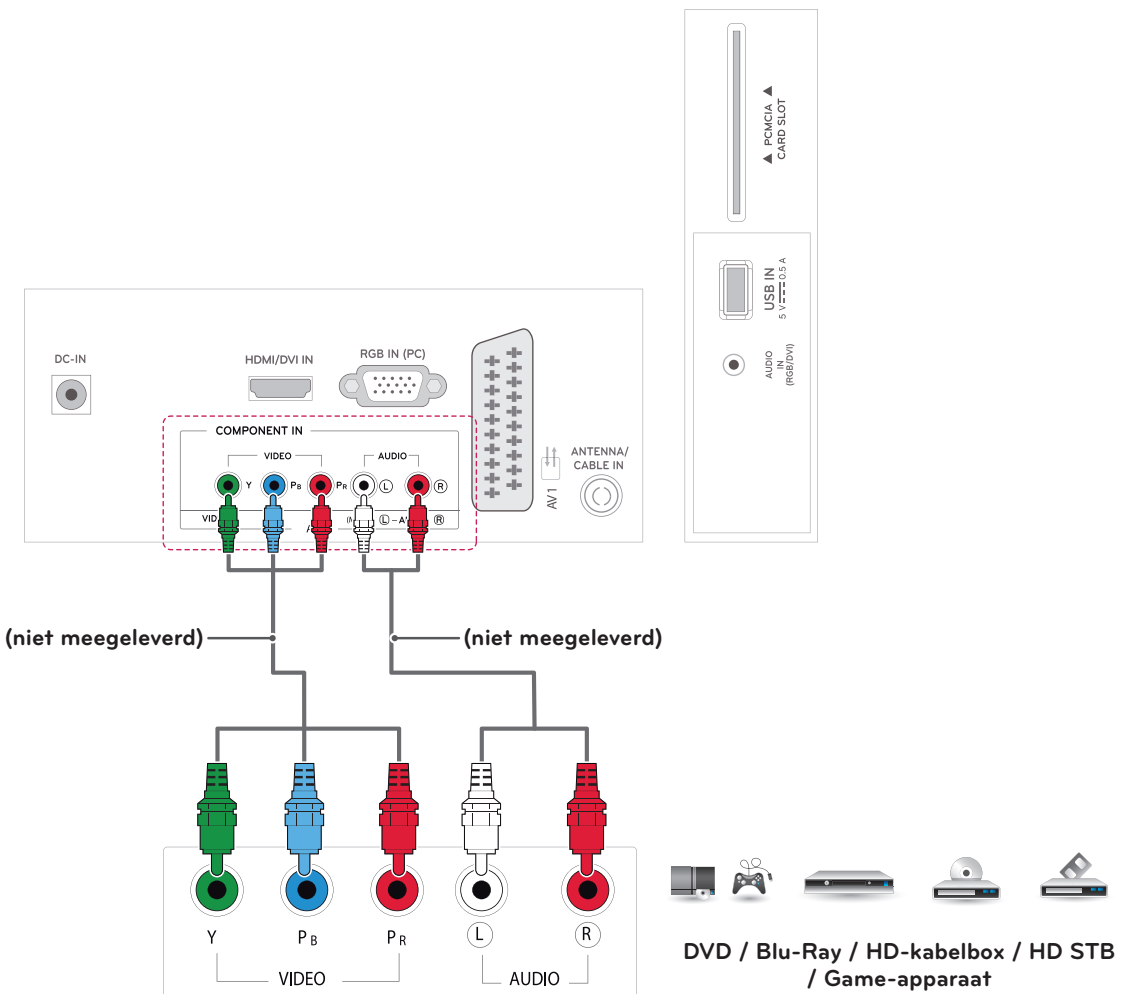 ▲ PCMCIA ▲
CARD SLOT
USB IN
5 V 0.5 A
AUDIO
IN
(RGB/DVI)
DC-IN
HDMI/DVI IN
RGB IN (PC)
COMPONENT IN
VIDEO
AUDIO
Y
PB
PR
L
R
L
R
AV 1
ANTENNA/
CABLE IN
(niet meegeleverd)
(niet meegeleverd)
Y
PB
PR
L
R
VIDEO
AUDIO
DVD / Blu-Ray / HD-kabelbox / HD STB
/ Game-apparaat